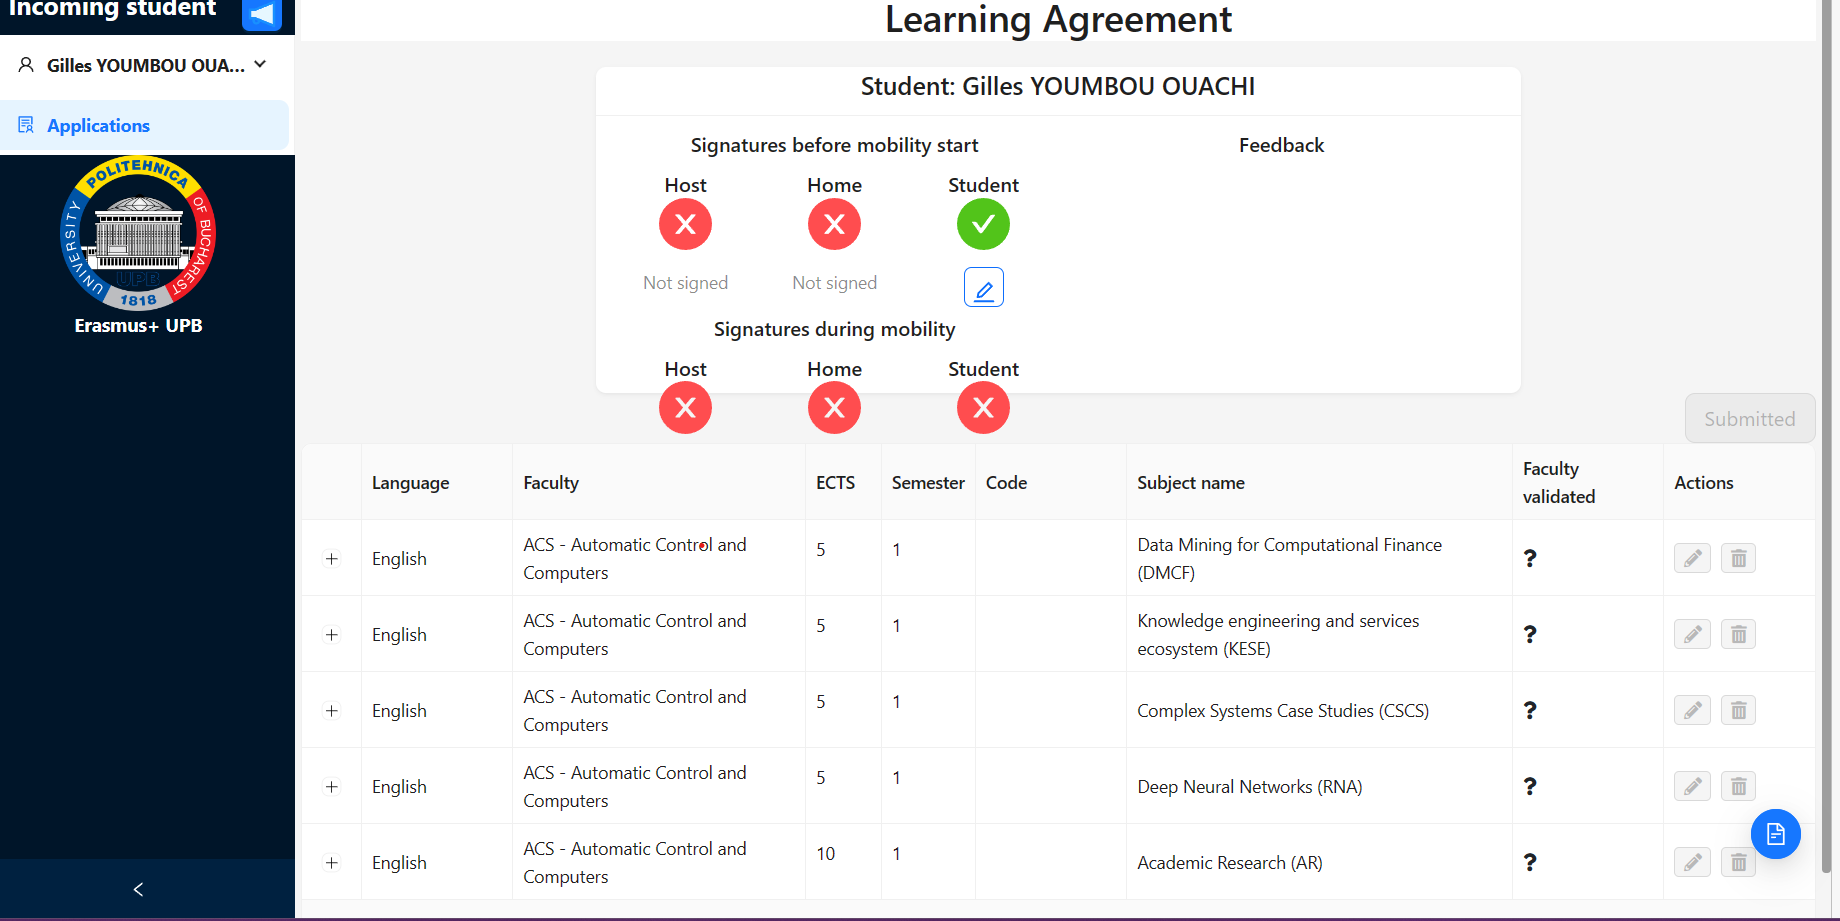 Incoming student
Gilles YOUMBOU OUA...
Applications
UNIVERSITY POLITEHNICA OF BUCHAREST
UPB
1818
Erasmus+ UPB
Learning Agreement
Student: Gilles YOUMBOU OUACHI
Signatures before mobility start
Feedback
Host Home Student
Not signed Not signed
Signatures during mobility
Host Home Student
Submitted
Language Faculty ECTS Semester Code Subject name Faculty validated Actions
English ACS - Automatic Control and Computers 5 1 Data Mining for Computational Finance (DMCF) ?
English ACS - Automatic Control and Computers 5 1 Knowledge engineering and services ecosystem (KESE) ?
English ACS - Automatic Control and Computers 5 1 Complex Systems Case Studies (CSCS) ?
English ACS - Automatic Control and Computers 5 1 Deep Neural Networks (RNA) ?
English ACS - Automatic Control and Computers 10 1 Academic Research (AR) ?